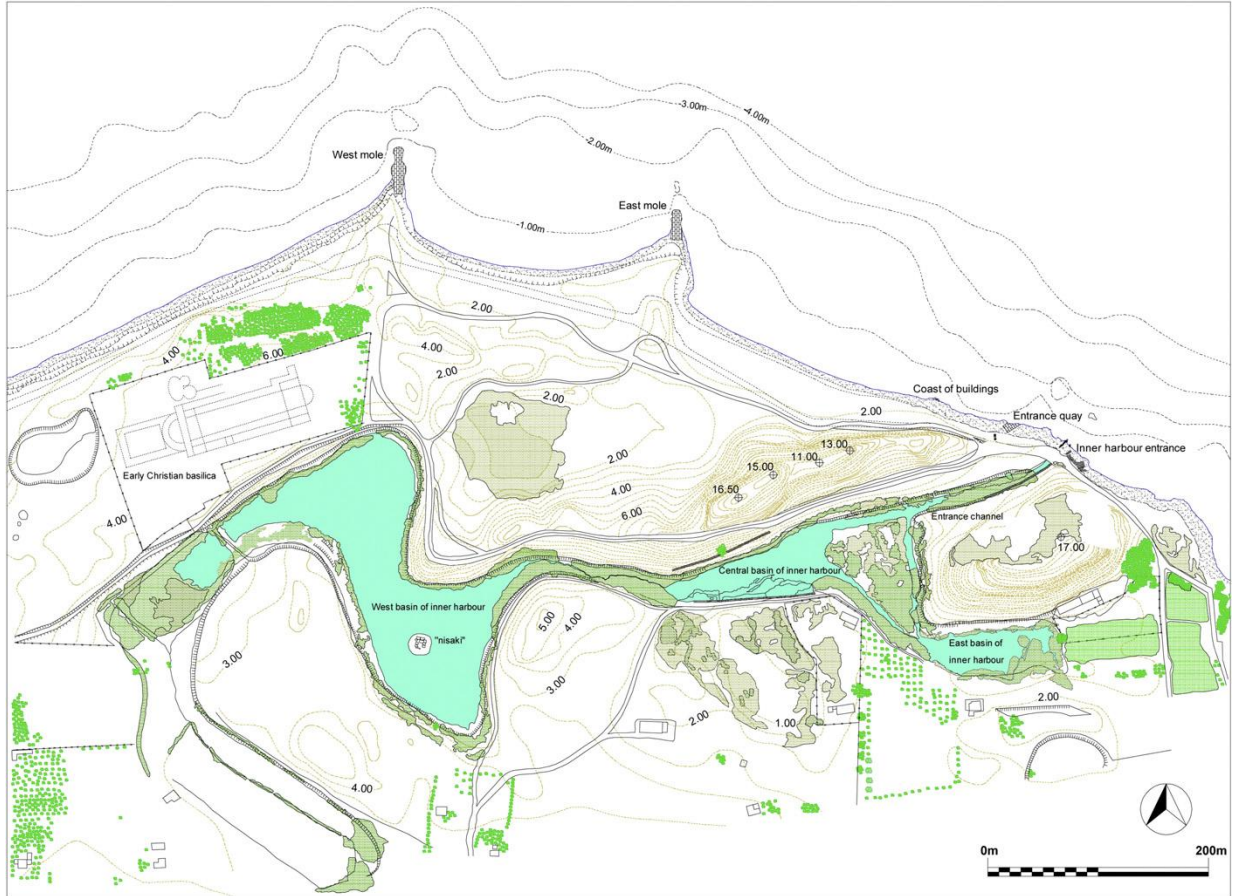 -4.00m
-3.00m
-2.00m
West mole
East mole
-1.00m
2.00
4.00
6.00
4.00
2.00
2.00
Coast of buildings
2.00
Entrance quay
Inner harbour entrance
13.00
11.00
15.00
16.50
2.00
4.00
6.00
Early Christian basilica
4.00
Entrance channel
17.00
Central basin of inner harbour
West basin of inner harbour
"nisaki"
5.00
4.00
3.00
3.00
East basin of
inner harbour
2.00
2.00
1.00
4.00
0m
200m